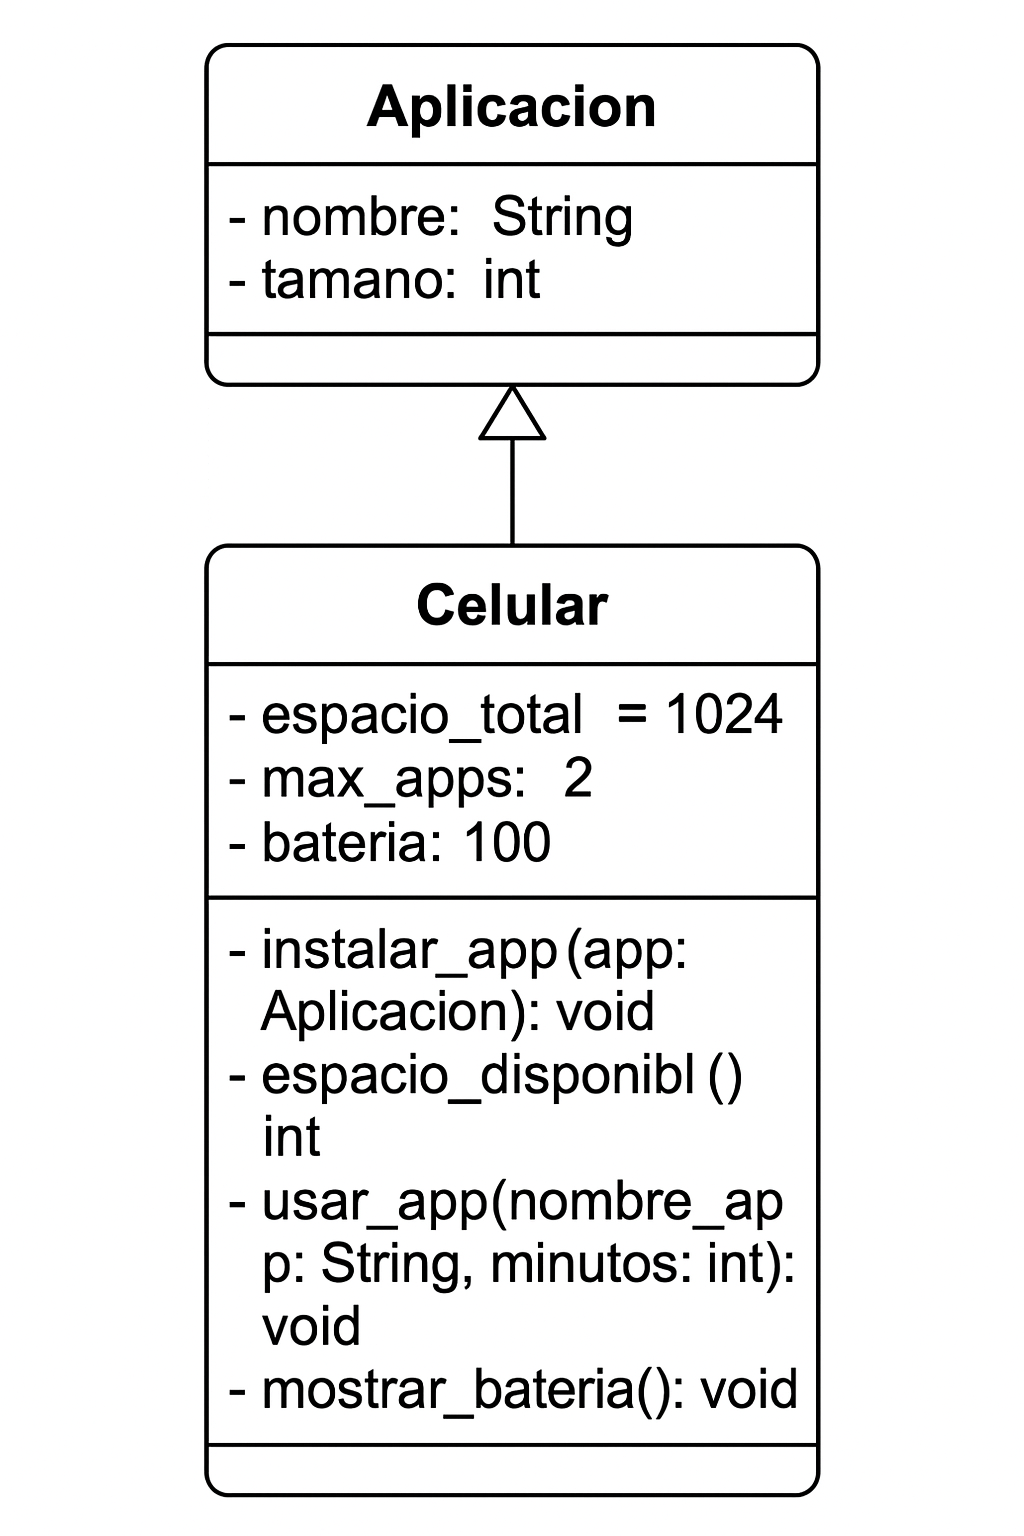 Aplicacion
- nombre: String
- tamano: int
Celular
- espacio_total = 1024
- max_apps: 2
- bateria: 100
- instalar_app(app:
Aplicacion): void
- espacio_disponibl ()
int
- usar_app(nombre_ap
p: String, minutos: int):
void
- mostrar_bateria(): void